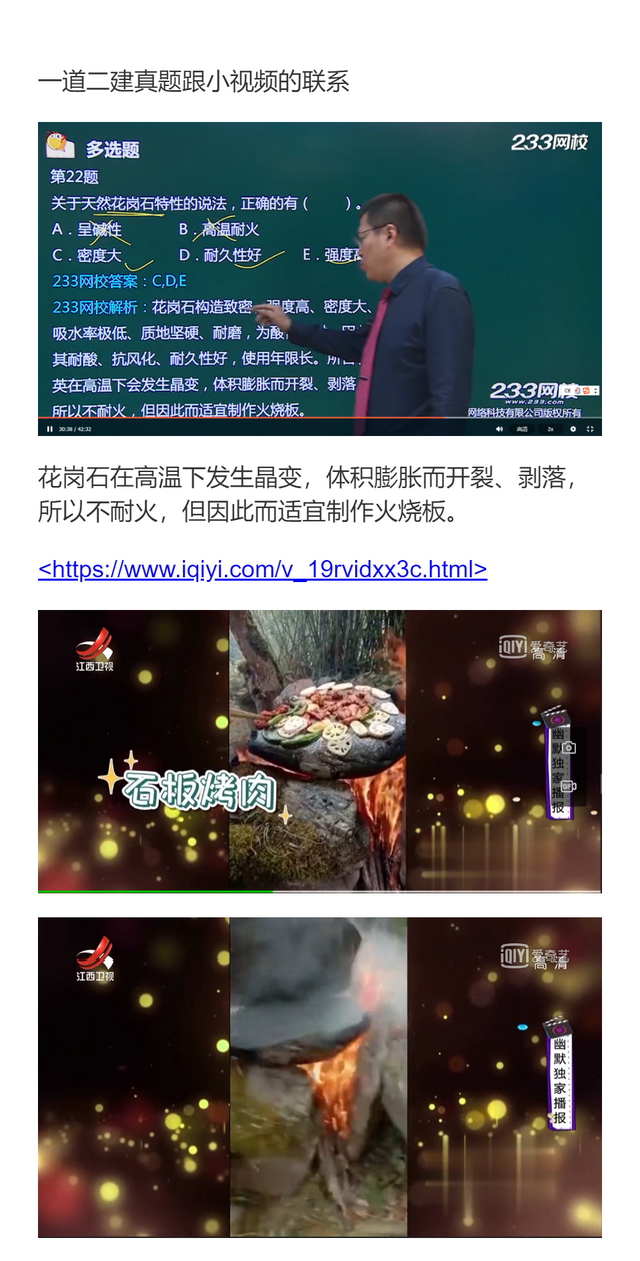 一道二建真题跟小视频的联系
233网校
多选题
第22题
关于天然花岗石特性的说法，正确的有（　　）。
A．呈碱性　　B．高温耐火
C．密度大　　D．耐久性好　　E．强度高
233网校答案：C,D,E
233网校解析：花岗石构造致密、强度高、密度大、
吸水率极低、质地坚硬、耐磨，为酸
其耐酸、抗风化、耐久性好，使用年限长。所含
英在高温下会发生晶变，体积膨胀而开裂、剥落
所以不耐火，但因此而适宜制作火烧板。
233网校
www.233.com
网络科技有限公司版权所有
30:38 / 42:32
高清
2x
花岗石在高温下发生晶变，体积膨胀而开裂、剥落，
所以不耐火，但因此而适宜制作火烧板。
<https://www.iqiyi.com/v_19rvidxx3c.html>
江西卫视
iQIYI 爱奇艺
高清
石板烤肉
幽默独家播报
江西卫视
iQIYI 爱奇艺
高清
幽默独家播报